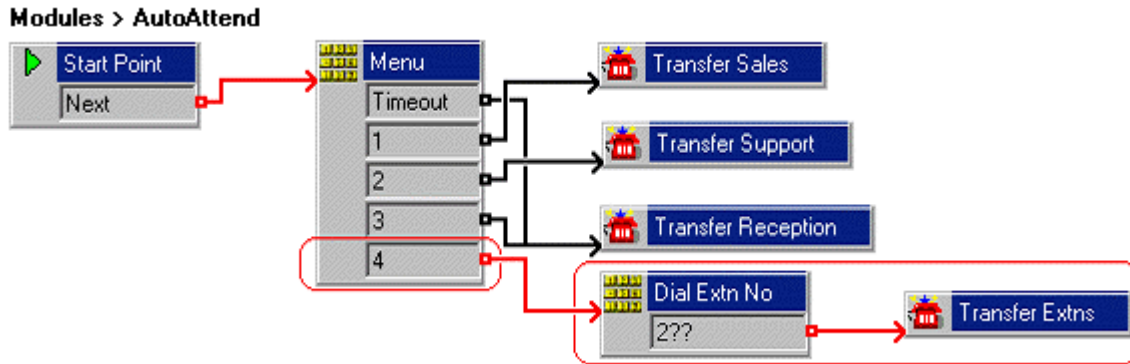 Modules > AutoAttend
Start Point
Next
Menu
Timeout
1
2
3
4
Transfer Sales
Transfer Support
Transfer Reception
Dial Extn No
2??
Transfer Extns